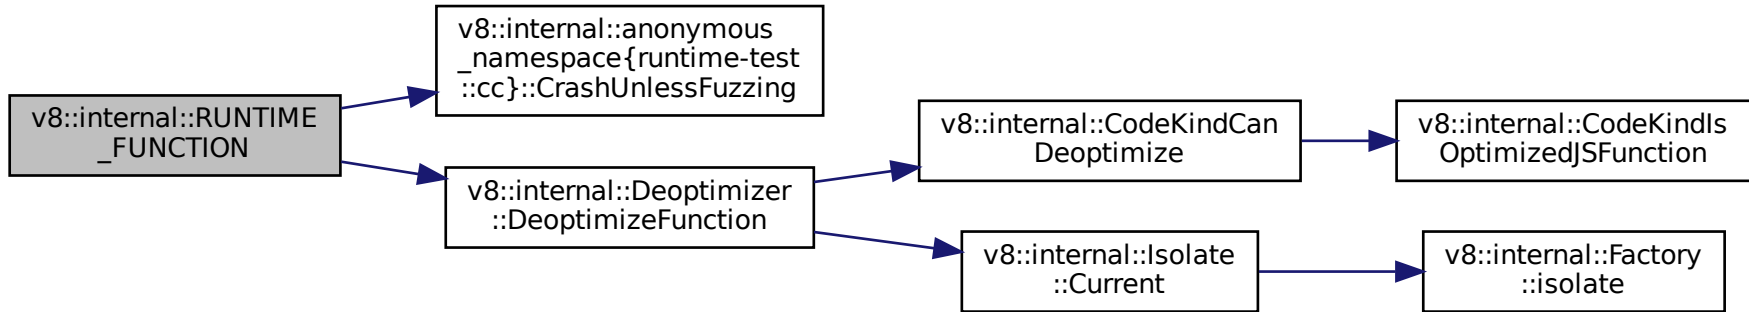 v8::internal::anonymous
_namespace{runtime-test
::cc}::CrashUnlessFuzzing
v8::internal::RUNTIME
_FUNCTION
v8::internal::CodeKindCan
Deoptimize
v8::internal::CodeKindIs
OptimizedJSFunction
v8::internal::Deoptimizer
::DeoptimizeFunction
v8::internal::Isolate
::Current
v8::internal::Factory
::isolate